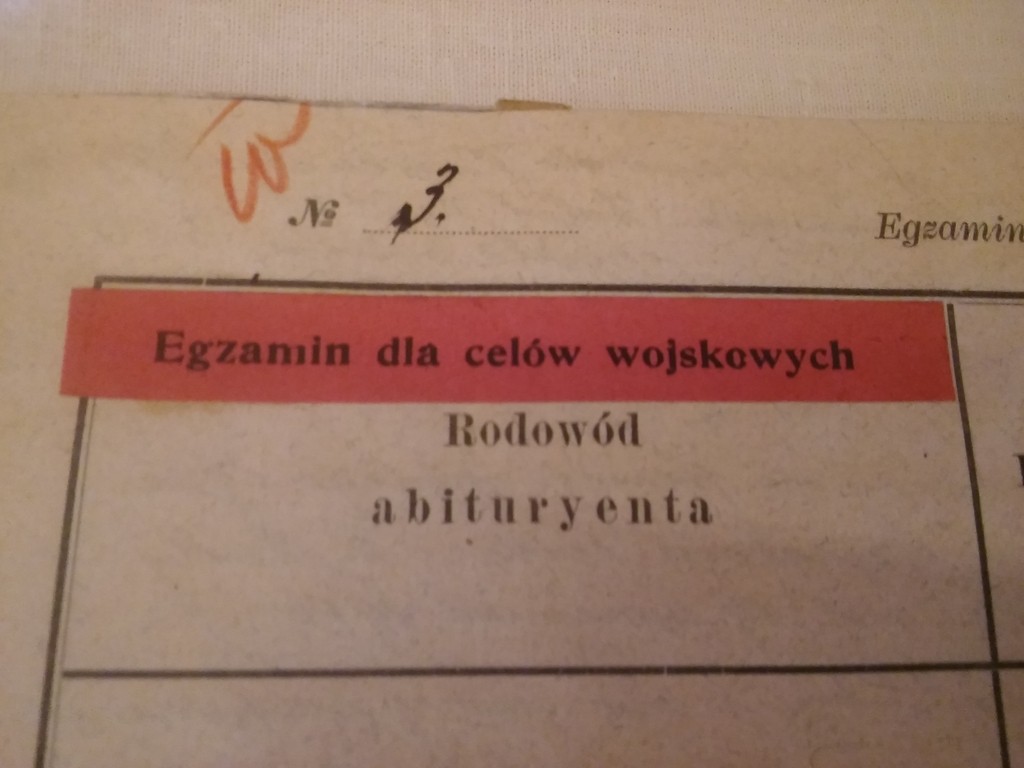 № 3.
Egzamin
Egzamin dla celów wojskowych
Rodowód
abituryenta